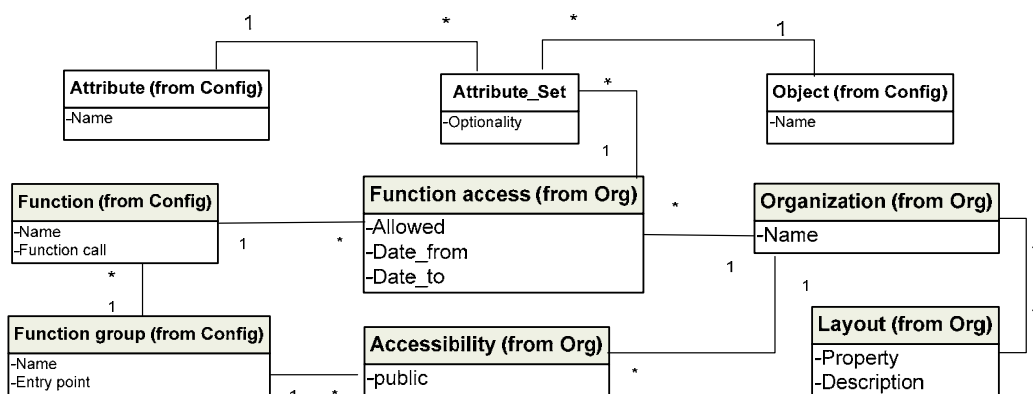 1 * * 1
Attribute (from Config)
-Name
Attribute_Set
-Optionality
Object (from Config)
-Name
*
1
Function (from Config)
-Name
-Function call
1 *
Function access (from Org)
-Allowed
-Date_from
-Date_to
*
1
Organization (from Org)
-Name
*
1
1
Function group (from Config)
-Name
-Entry point
1 *
Accessibility (from Org)
-public
*
Layout (from Org)
-Property
-Description